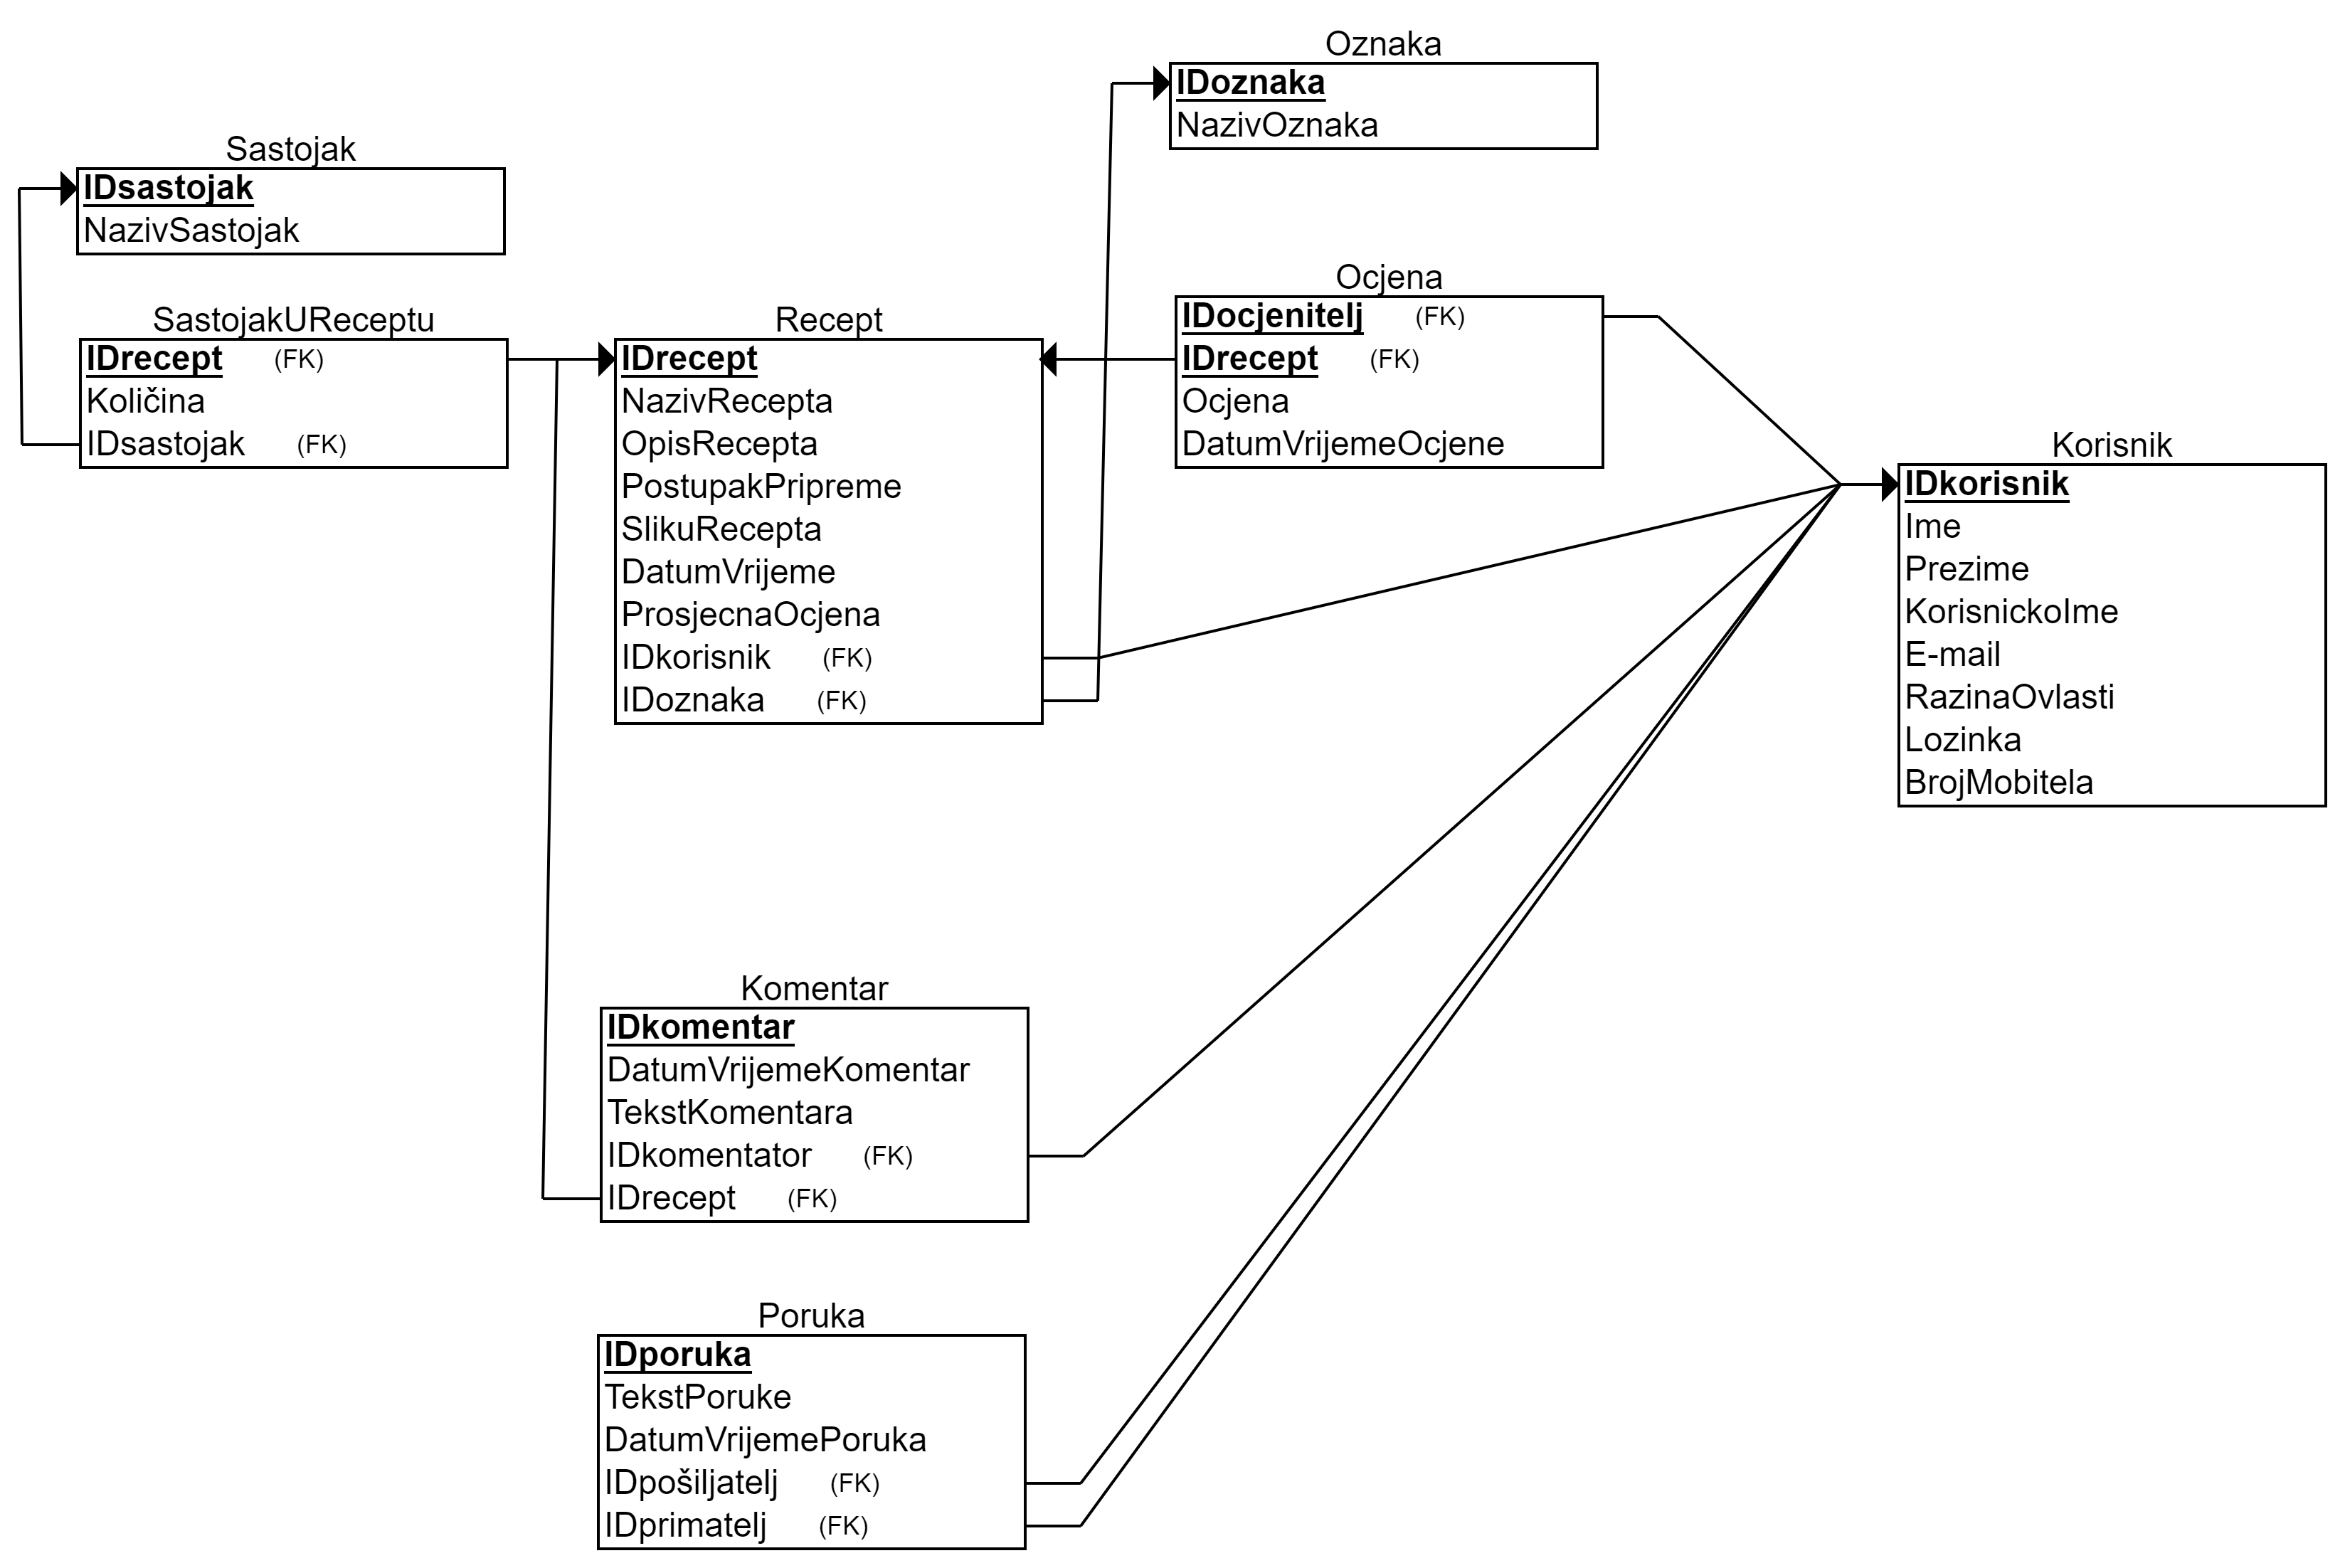 Oznaka
IDoznaka
NazivOznaka
Sastojak
IDsastojak
NazivSastojak
SastojakUReceptu
IDrecept (FK)
Količina
IDsastojak (FK)
Recept
IDrecept
NazivRecepta
OpisRecepta
PostupakPripreme
SlikuRecepta
DatumVrijeme
ProsjecnaOcjena
IDkorisnik (FK)
IDoznaka (FK)
Ocjena
IDocjenitelj (FK)
IDrecept (FK)
Ocjena
DatumVrijemeOcjene
Korisnik
IDkorisnik
Ime
Prezime
KorisnickoIme
E-mail
RazinaOvlasti
Lozinka
BrojMobitela
Komentar
IDkomentar
DatumVrijemeKomentar
TekstKomentara
IDkomentator (FK)
IDrecept (FK)
Poruka
IDporuka
TekstPoruke
DatumVrijemePoruka
IDpošiljatelj (FK)
IDprimatelj (FK)